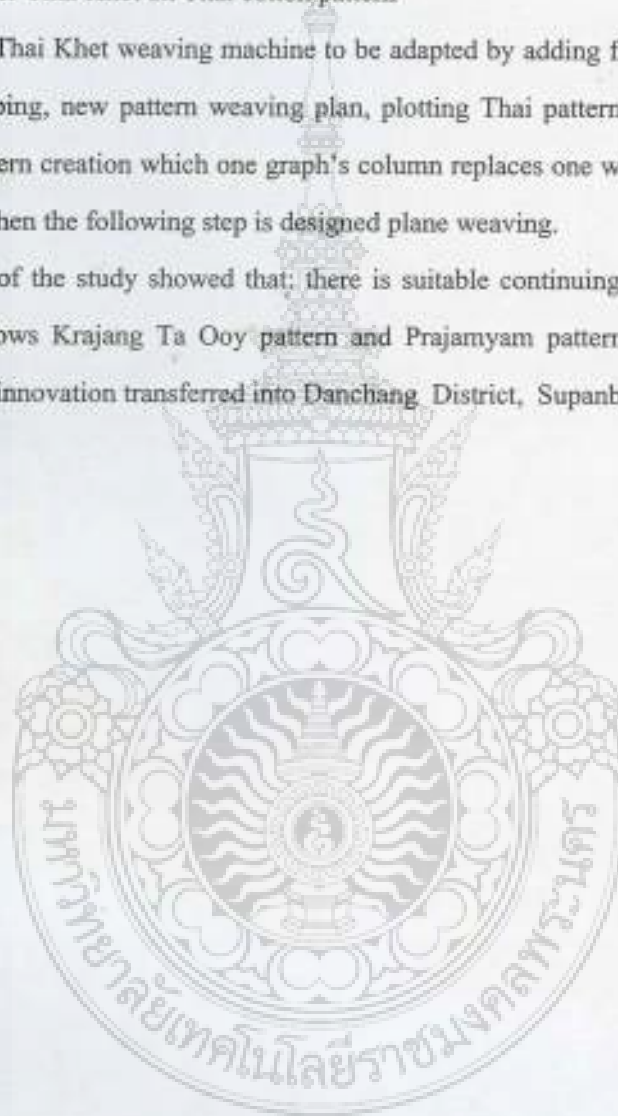 Thai Khet weaving machine to be adapted by adding f
ping, new pattern weaving plan, plotting Thai pattern
ern creation which one graph's column replaces one w
hen the following step is designed plane weaving.
of the study showed that: there is suitable continuing
ows Krajang Ta Ooy pattern and Prajamyam pattern
innovation transferred into Danchang District, Supanb
มหาวิทยาลัยเทคโนโลยีราชมงคลพระนคร